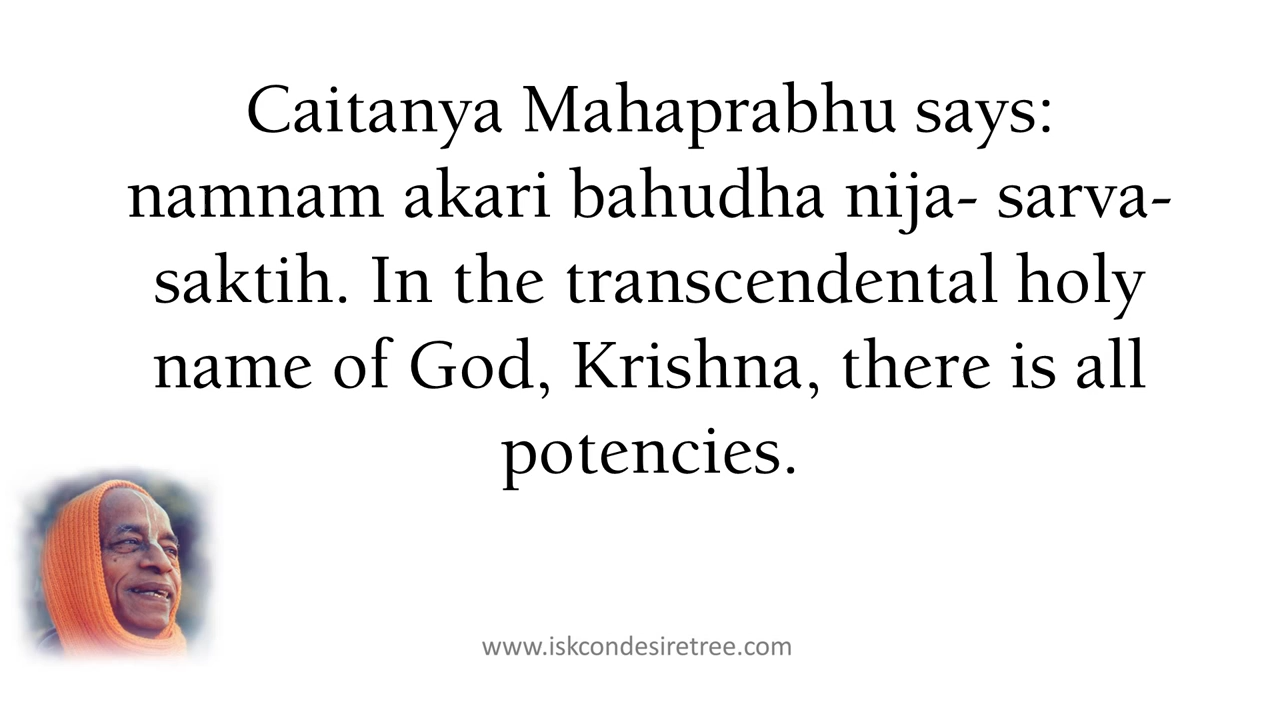 Caitanya Mahaprabhu says:
namnam akari bahudha nija- sarva-
saktih. In the transcendental holy
name of God, Krishna, there is all
potencies.
www.iskcondesiretree.com